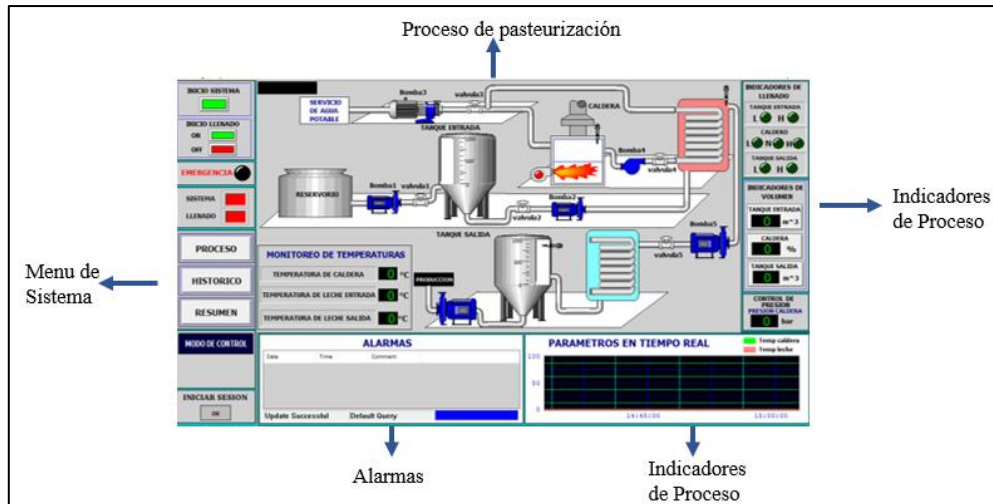 Proceso de pasteurización
INICIO SISTEMA
INICIO LLENADO
ON
OFF
EMERGENCIA
SISTEMA
LLENADO
PROCESO
HISTORICO
RESUMEN
MODO DE CONTROL
INICIAR SESION
OK
Menu de
Sistema
SERVICIO
DE AGUA
POTABLE
Bomba3
valvula3
CALDERA
TANQUE ENTRADA
Bomba4
valvula4
RESERVORIO
Bomba1
valvula1
valvula2
Bomba2
TANQUE SALIDA
Bomba5
valvula5
MONITOREO DE TEMPERATURAS
TEMPERATURA DE CALDERA 0 °C
TEMPERATURA DE LECHE ENTRADA 0 °C
TEMPERATURA DE LECHE SALIDA 0 °C
PRODUCCION
INDICADORES DE
LLENADO
TANQUE ENTRADA
L H
CALDERO
L N H
TANQUE SALIDA
L H
INDICADORES DE
VOLUMEN
TANQUE ENTRADA
0 m^3
CALDERA
0 %
TANQUE SALIDA
0 m^3
CONTROL DE
PRESION
PRESION CALDERA
0 bar
Indicadores
de Proceso
ALARMAS
Date Time Comment
Update Successful Default Query
PARAMETROS EN TIEMPO REAL
Temp caldera
Temp leche
100
50
0
14:45:00 15:00:00
Alarmas
Indicadores
de Proceso